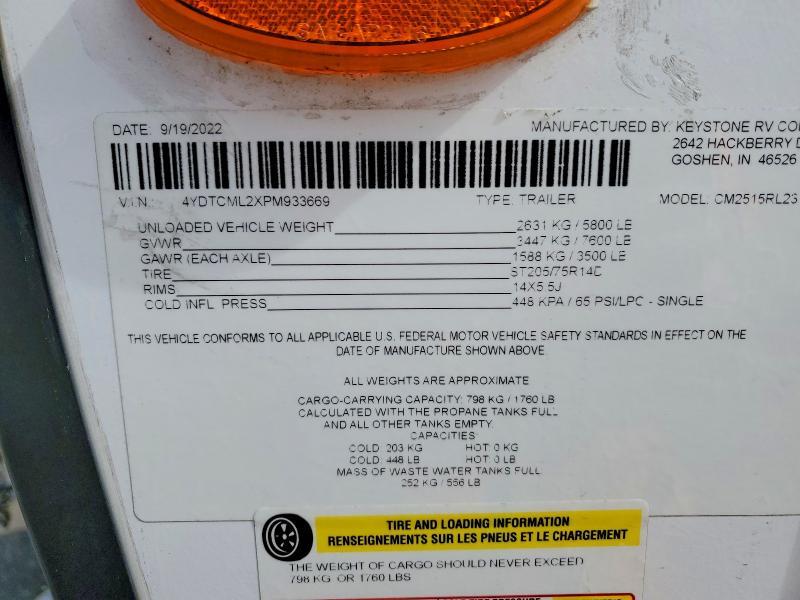 DATE: 9/19/2022
MANUFACTURED BY: KEYSTONE RV CO
2642 HACKBERRY D
GOSHEN, IN 46526
V.I.N.: 4YDTCML2XPM933669 TYPE: TRAILER MODEL: CM2515RL23
UNLOADED VEHICLE WEIGHT 2631 KG / 5800 LB
GVWR 3447 KG / 7600 LB
GAWR (EACH AXLE) 1588 KG / 3500 LB
TIRE ST205/75R14D
RIMS 14X5.5J
COLD INFL. PRESS 448 KPA / 65 PSI/LPC - SINGLE
THIS VEHICLE CONFORMS TO ALL APPLICABLE U.S. FEDERAL MOTOR VEHICLE SAFETY STANDARDS IN EFFECT ON THE
DATE OF MANUFACTURE SHOWN ABOVE.
ALL WEIGHTS ARE APPROXIMATE
CARGO-CARRYING CAPACITY: 798 KG / 1760 LB
CALCULATED WITH THE PROPANE TANKS FULL
AND ALL OTHER TANKS EMPTY.
CAPACITIES:
COLD: 203 KG HOT: 0 KG
COLD: 448 LB HOT: 0 LB
MASS OF WASTE WATER TANKS FULL
252 KG / 556 LB
TIRE AND LOADING INFORMATION
RENSEIGNEMENTS SUR LES PNEUS ET LE CHARGEMENT
THE WEIGHT OF CARGO SHOULD NEVER EXCEED
798 KG OR 1760 LBS